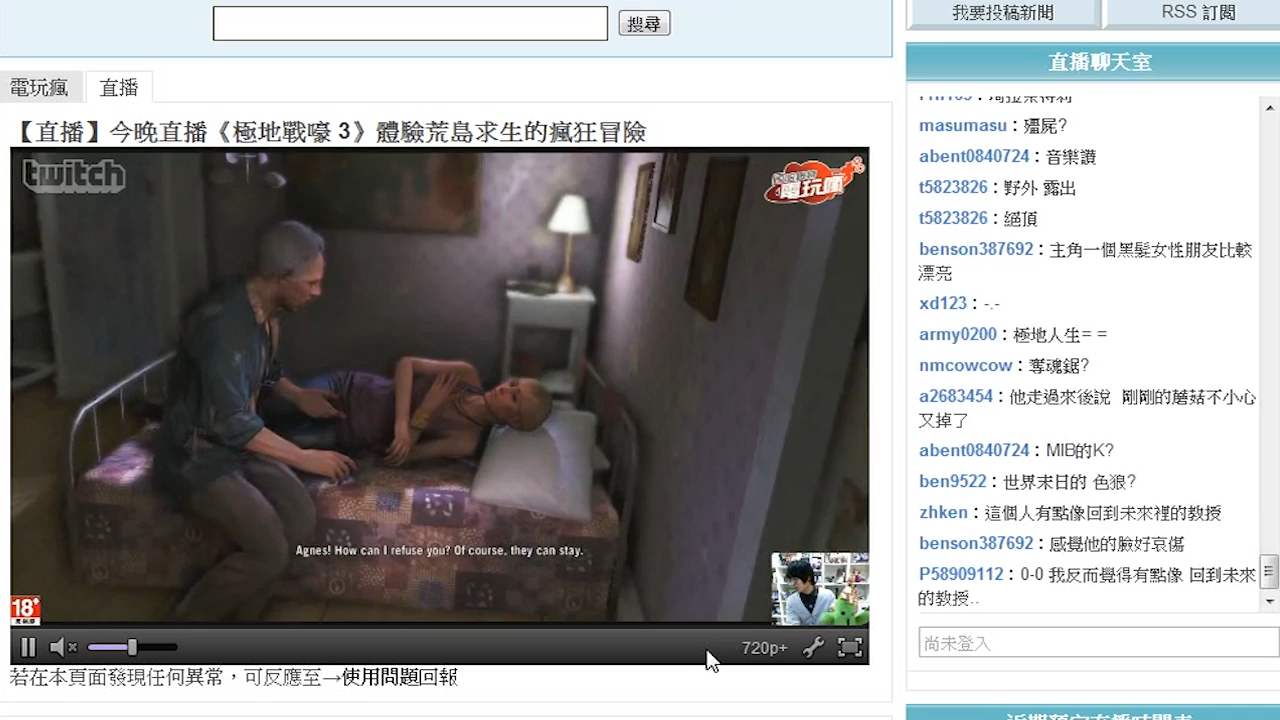 搜尋
我要投稿新聞
RSS 訂閱
電玩瘋
直播
直播聊天室
【直播】今晚直播《極地戰嚎 3》體驗荒島求生的瘋狂冒險
twitch
電玩瘋
masumasu：殭屍?
abent0840724：音樂讚
t5823826：野外 露出
t5823826：絕頂
benson387692：主角一個黑髮女性朋友比較
漂亮
xd123：-.-
army0200：極地人生= =
nmcowcow：奪魂鋸?
a2683454：他走過來後說 剛剛的蘑菇不小心
又掉了
abent0840724：MIB的K?
ben9522：世界末日的 色狼?
zhken：這個人有點像回到未來裡的教授
benson387692：感覺他的臉好哀傷
P58909112：0-0 我反而覺得有點像 回到未來
的教授..
Agnes! How can I refuse you? Of course, they can stay.
18+
720p+
尚未登入
若在本頁面發現任何異常，可反應至→使用問題回報